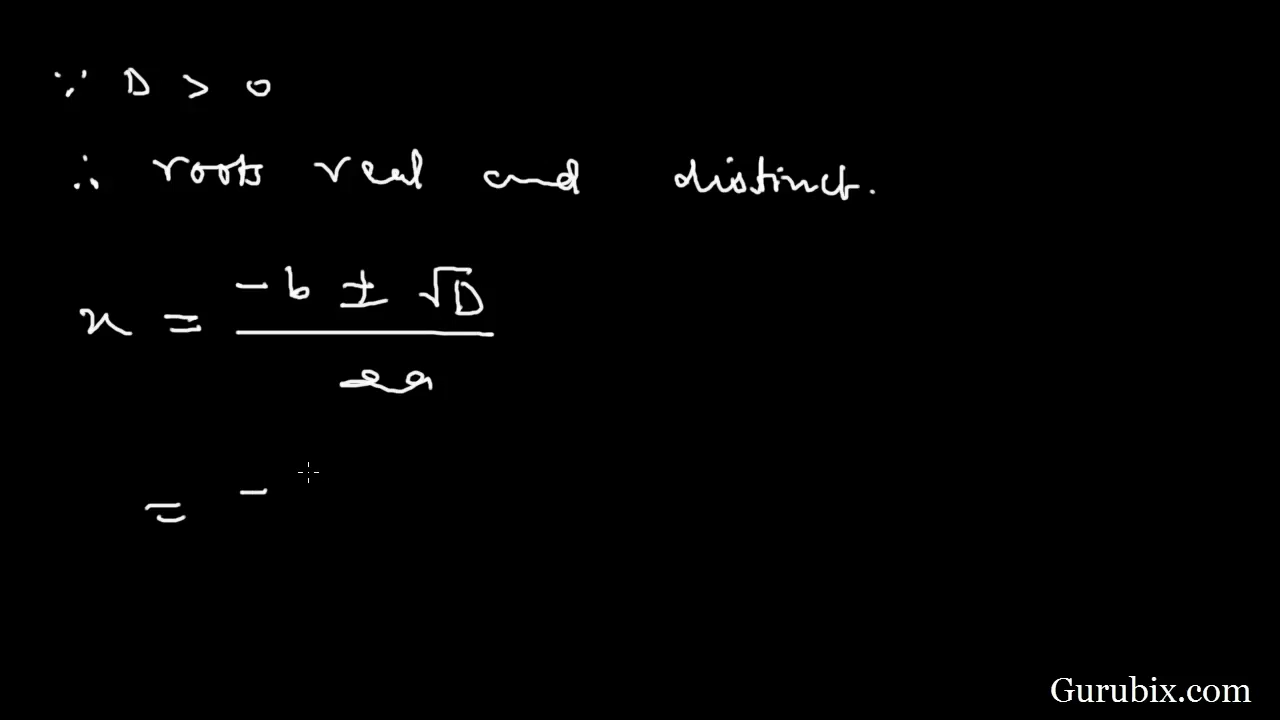 ∵ D > 0
∴ roots real and distinct.
x = (-b ± √D) / 2a
= -
Gurubix.com